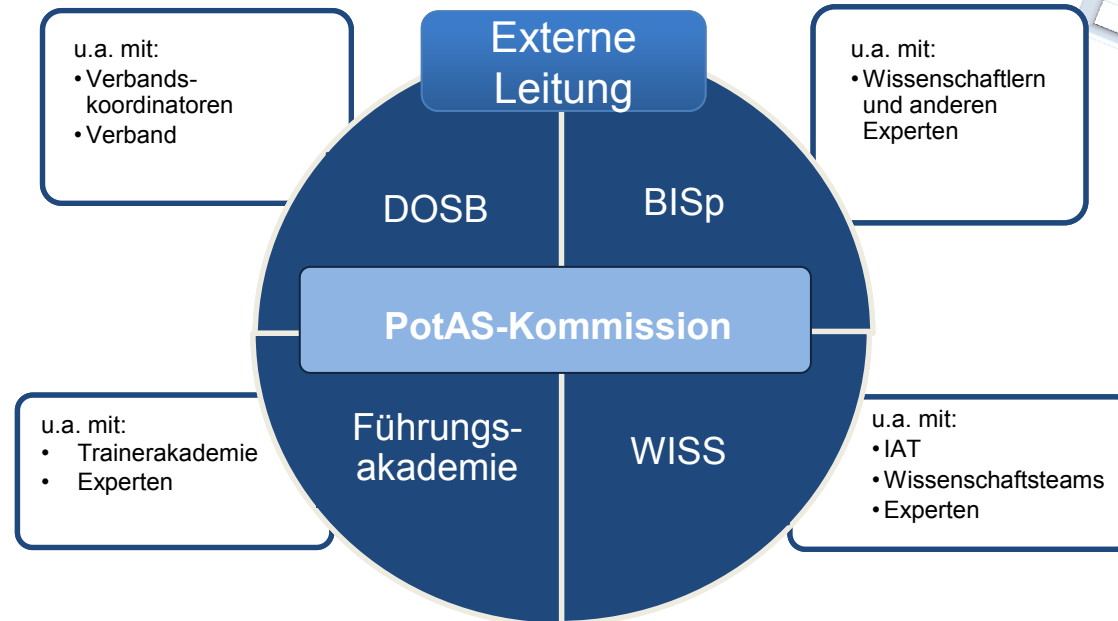 u.a. mit:
• Verbands-
koordinatoren
• Verband
Externe
Leitung
u.a. mit:
• Wissenschaftlern
und anderen
Experten
DOSB
BISp
PotAS-Kommission
Führungs-
akademie
WISS
u.a. mit:
• Trainerakademie
• Experten
u.a. mit:
• IAT
• Wissenschaftsteams
• Experten